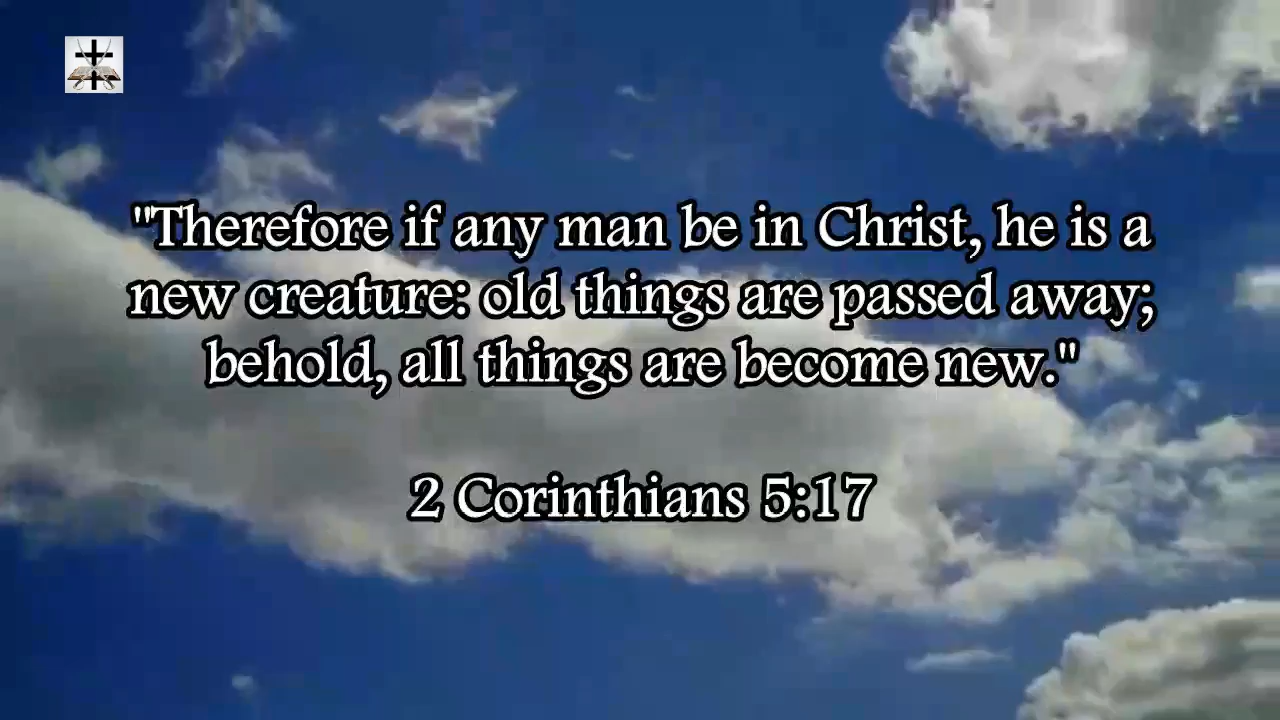 "Therefore if any man be in Christ, he is a
new creature: old things are passed away;
behold, all things are become new."
2 Corinthians 5:17